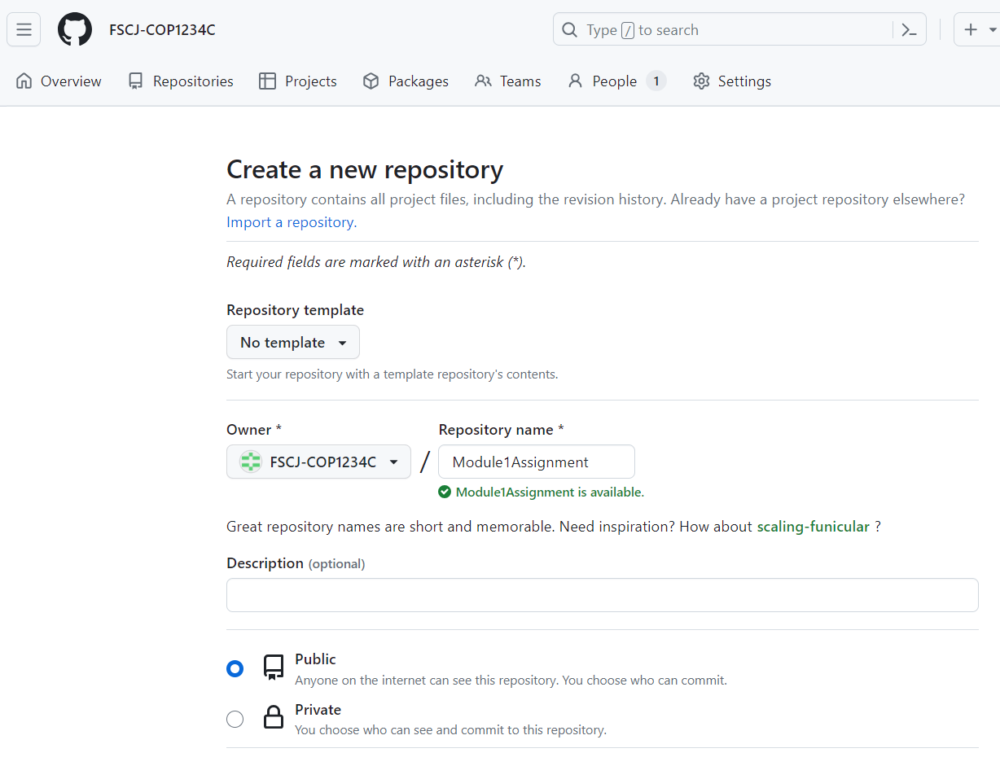 FSCJ-COP1234C
Type / to search
Overview Repositories Projects Packages Teams People 1 Settings
Create a new repository
A repository contains all project files, including the revision history. Already have a project repository elsewhere?
Import a repository.
Required fields are marked with an asterisk (*).
Repository template
No template
Start your repository with a template repository's contents.
Owner * Repository name *
FSCJ-COP1234C / Module1Assignment
Module1Assignment is available.
Great repository names are short and memorable. Need inspiration? How about scaling-funicular ?
Description (optional)
Public
Anyone on the internet can see this repository. You choose who can commit.
Private
You choose who can see and commit to this repository.